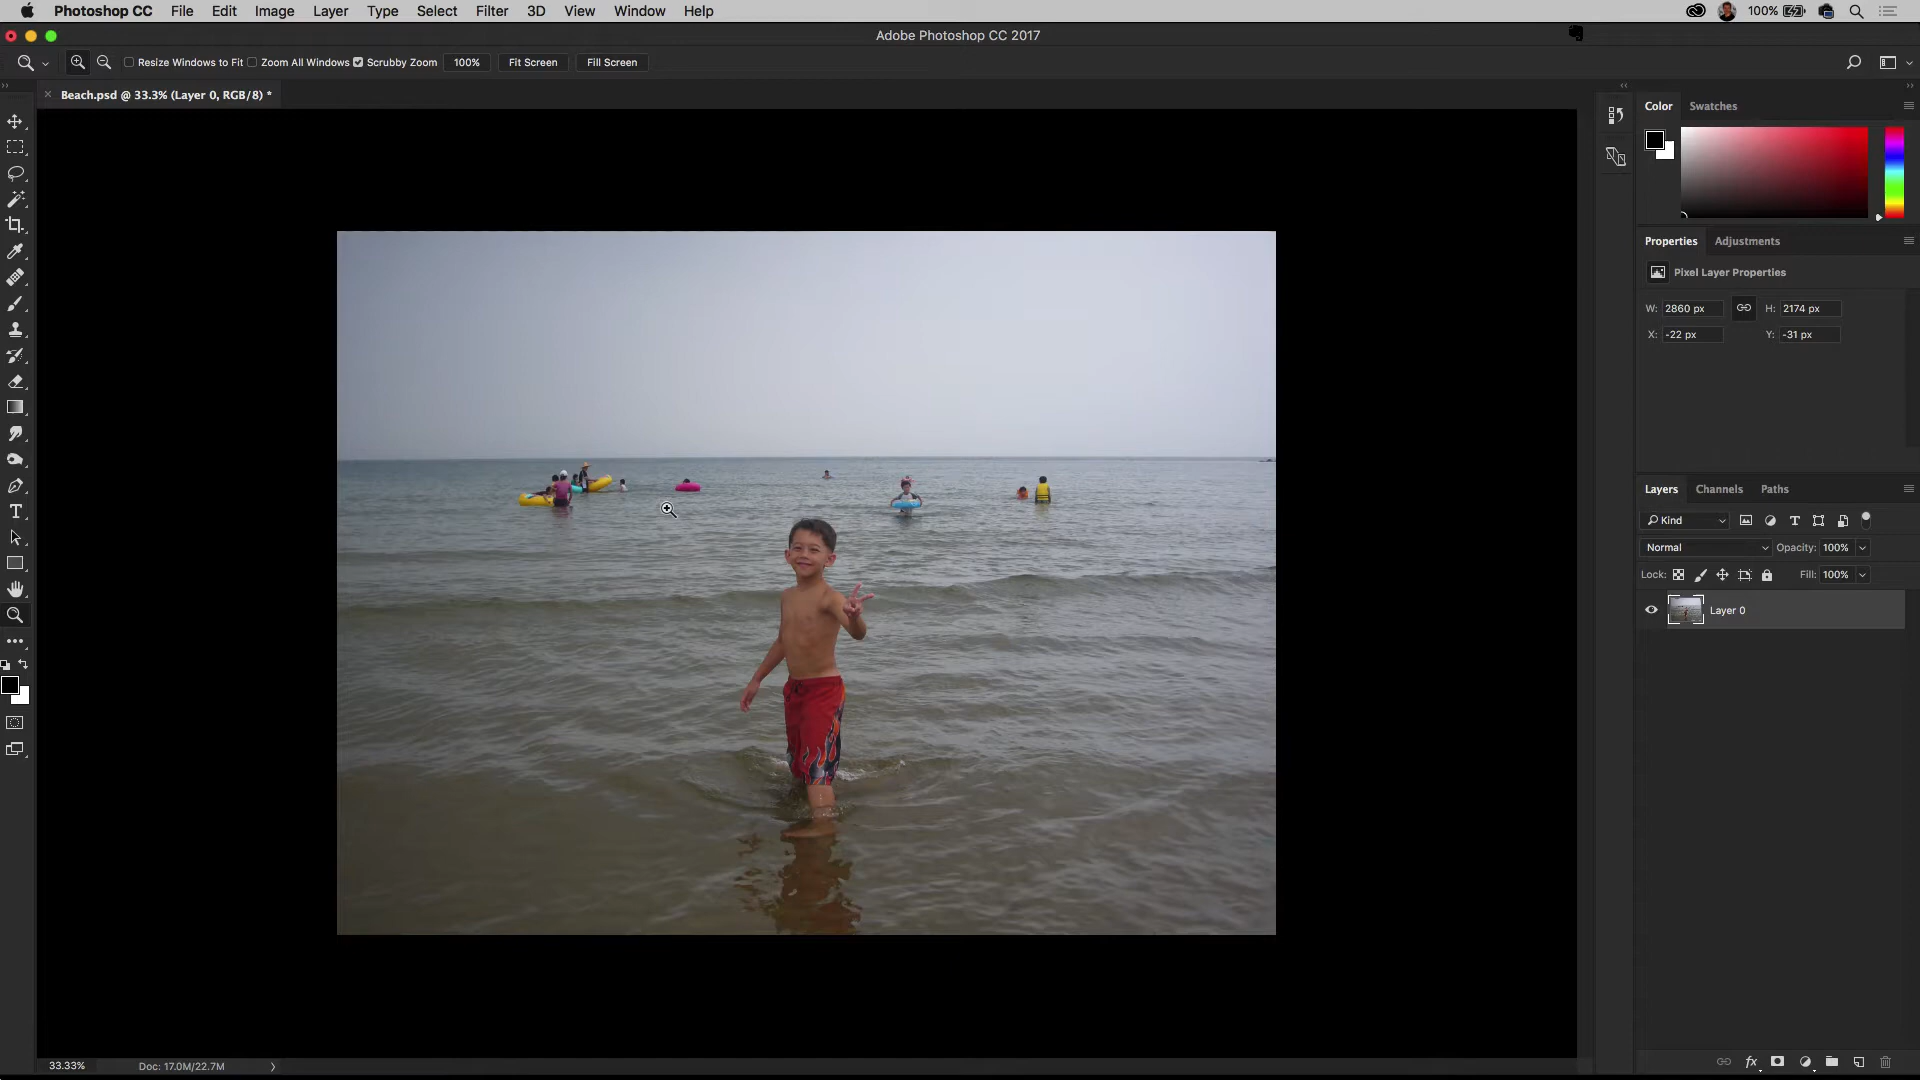 Photoshop CC File Edit Image Layer Type Select Filter 3D View Window Help 100%
Adobe Photoshop CC 2017
Resize Windows to Fit Zoom All Windows Scrubby Zoom 100% Fit Screen Fill Screen
Beach.psd @ 33.3% (Layer 0, RGB/8) *
Color Swatches
Properties Adjustments
Pixel Layer Properties
W: 2860 px H: 2174 px
X: -22 px Y: -31 px
Layers Channels Paths
Kind
Normal Opacity: 100%
Lock: Fill: 100%
Layer 0
33.33% Doc: 17.0M/22.7M
fx